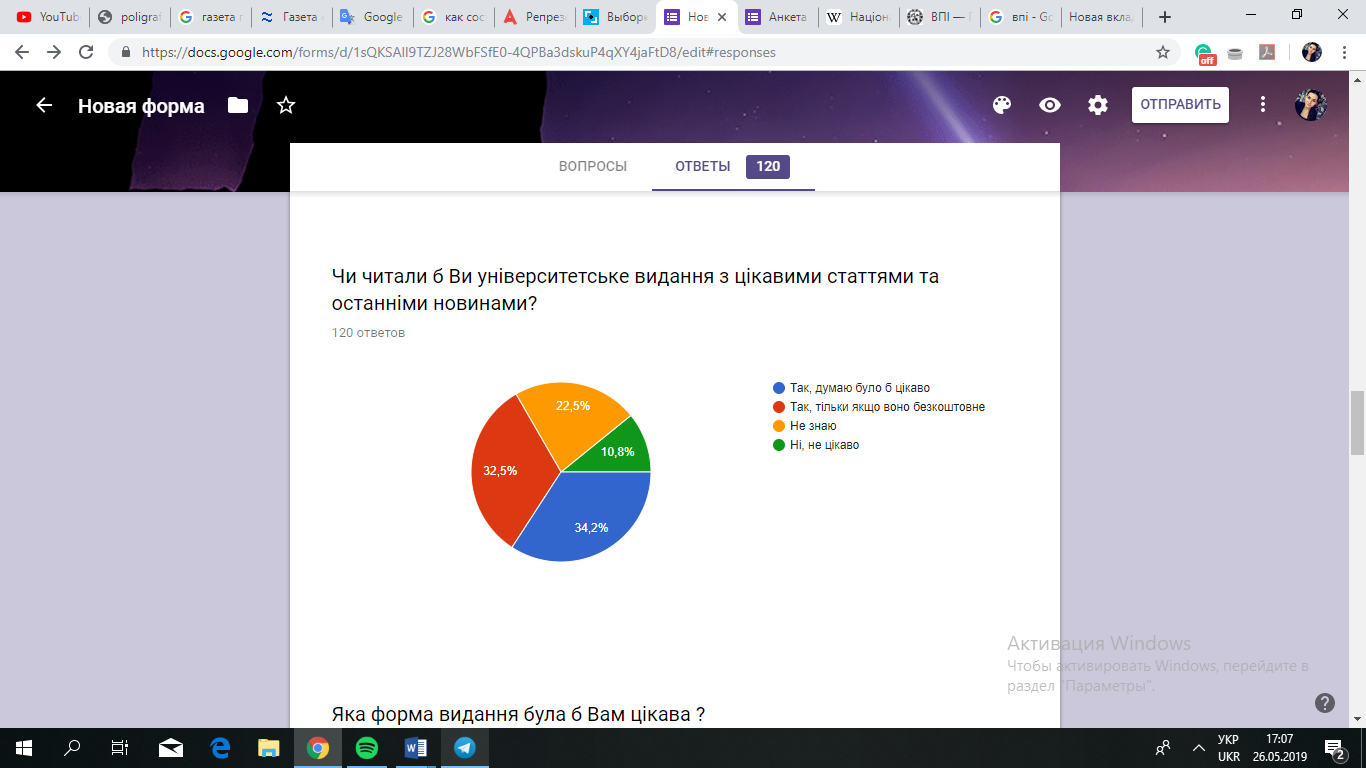 YouTube
poligraf
газета п
Газета
Google
как сос
Репрез
Выборк
Нов
Анкета
Націон
ВПІ — П
впі - Go
Новая вкла
https://docs.google.com/forms/d/1sQKSAlI9TZJ28WbFSfE0-4QPBa3dskuP4qXY4jaFtD8/edit#responses
off
Новая форма
ОТПРАВИТЬ
ВОПРОСЫ ОТВЕТЫ 120
Чи читали б Ви університетське видання з цікавими статтями та
останніми новинами?
120 ответов
22,5%
10,8%
32,5%
34,2%
Так, думаю було б цікаво
Так, тільки якщо воно безкоштовне
Не знаю
Ні, не цікаво
Активация Windows
Чтобы активировать Windows, перейдите в
раздел "Параметры".
Яка форма видання була б Вам цікава ?
УКР 17:07
UKR 26.05.2019
2